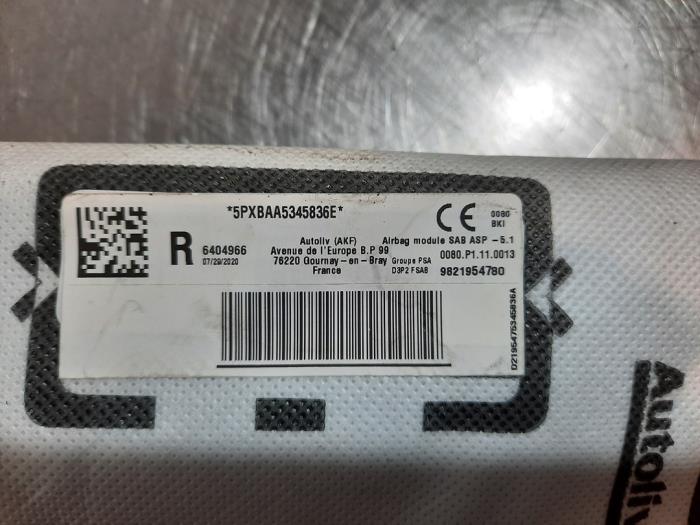 *5PXBAA5345836E*
CE
0080
BKI
R
6404966
07/29/2020
Autoliv (AKF)
Avenue de l'Europe B.P 99
76220 Gournay-en-Bray
France
Airbag module SAB ASP -5.1
0080.P1.11.0013
Groupe PSA
D3P2 FSAB
9821954780
D2195475345836A
Autoliv